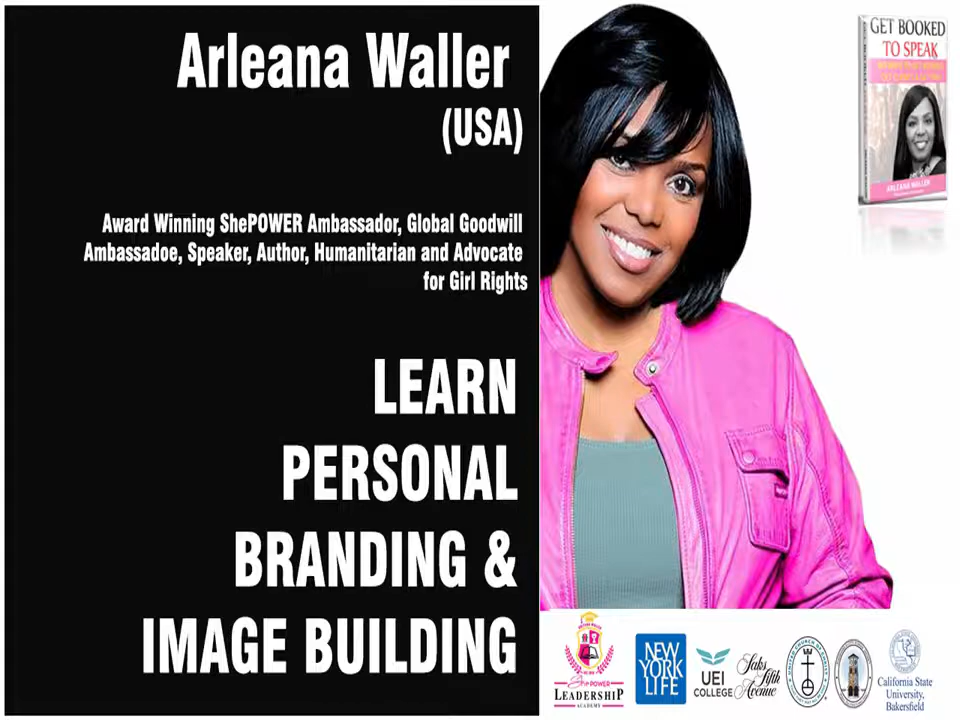 Arleana Waller
(USA)
Award Winning ShePOWER Ambassador, Global Goodwill
Ambassadoe, Speaker, Author, Humanitarian and Advocate
for Girl Rights
LEARN
PERSONAL
BRANDING &
IMAGE BUILDING
GET BOOKED
TO SPEAK
ARLEANA WALLER
ShePOWER
LEADERSHIP
ACADEMY
NEW
YORK
LIFE
UEI
COLLEGE
Saks
Fifth
Avenue
California State
University,
Bakersfield